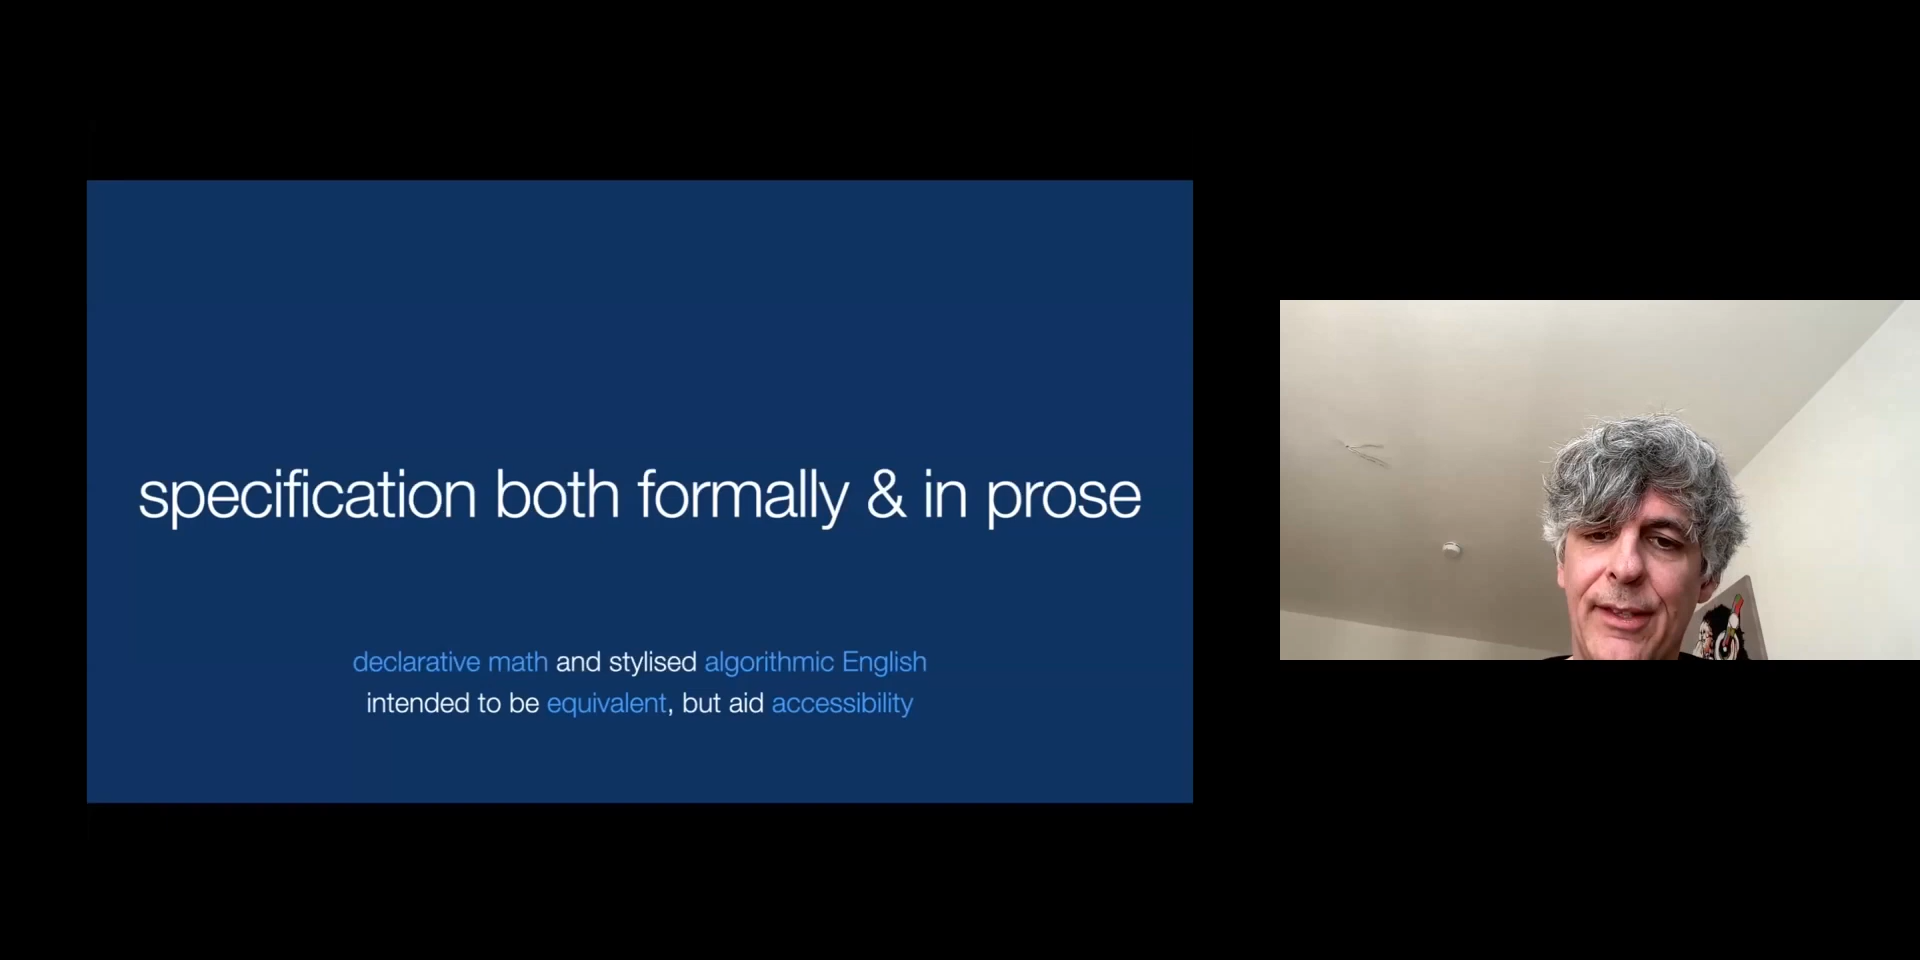 specification both formally & in prose
declarative math and stylised algorithmic English
intended to be equivalent, but aid accessibility